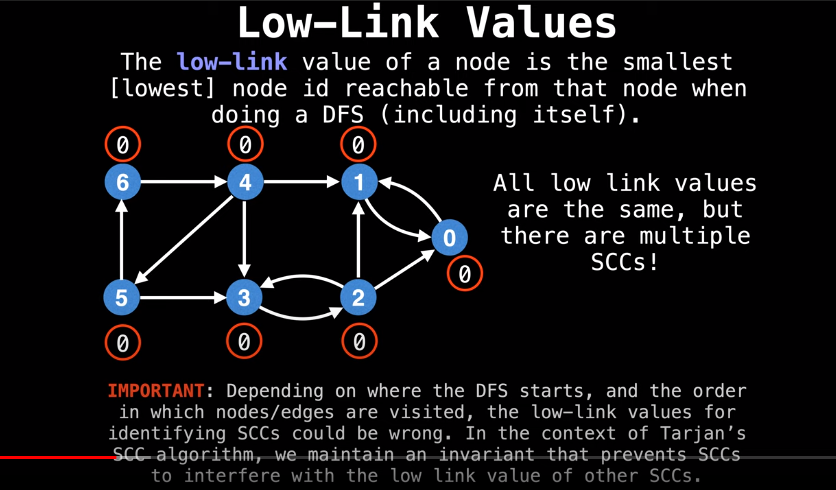 Low-Link Values
The low-link value of a node is the smallest
[lowest] node id reachable from that node when
doing a DFS (including itself).
0 0 0
6 4 1
All low link values
are the same, but
there are multiple
SCCs!
0
0
5 3 2
0 0 0
IMPORTANT: Depending on where the DFS starts, and the order
in which nodes/edges are visited, the low-link values for
identifying SCCs could be wrong. In the context of Tarjan's
SCC algorithm, we maintain an invariant that prevents SCCs
to interfere with the low link value of other SCCs.